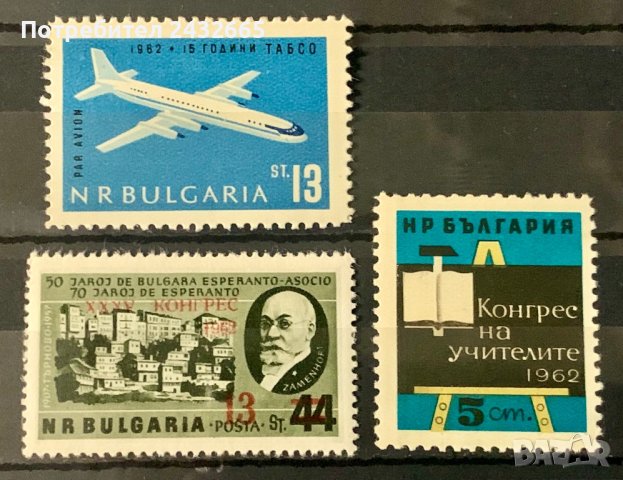 Потребител 2432665
1962 • 15 ГОДИНИ ТАБСО
PAR AVION
ST. 13
NR BULGARIA
50 JAROJ DE BULGARA ESPERANTO-ASOCIO
70 JAROJ DE ESPERANTO
XXXV КОНГРЕС
1962
ZAMENHOF
13
NR BULGARIA • POSTA • ST. 44
НР БЪЛГАРИЯ
Конгрес
на
учителите
1962
5 ст.
BAZAR